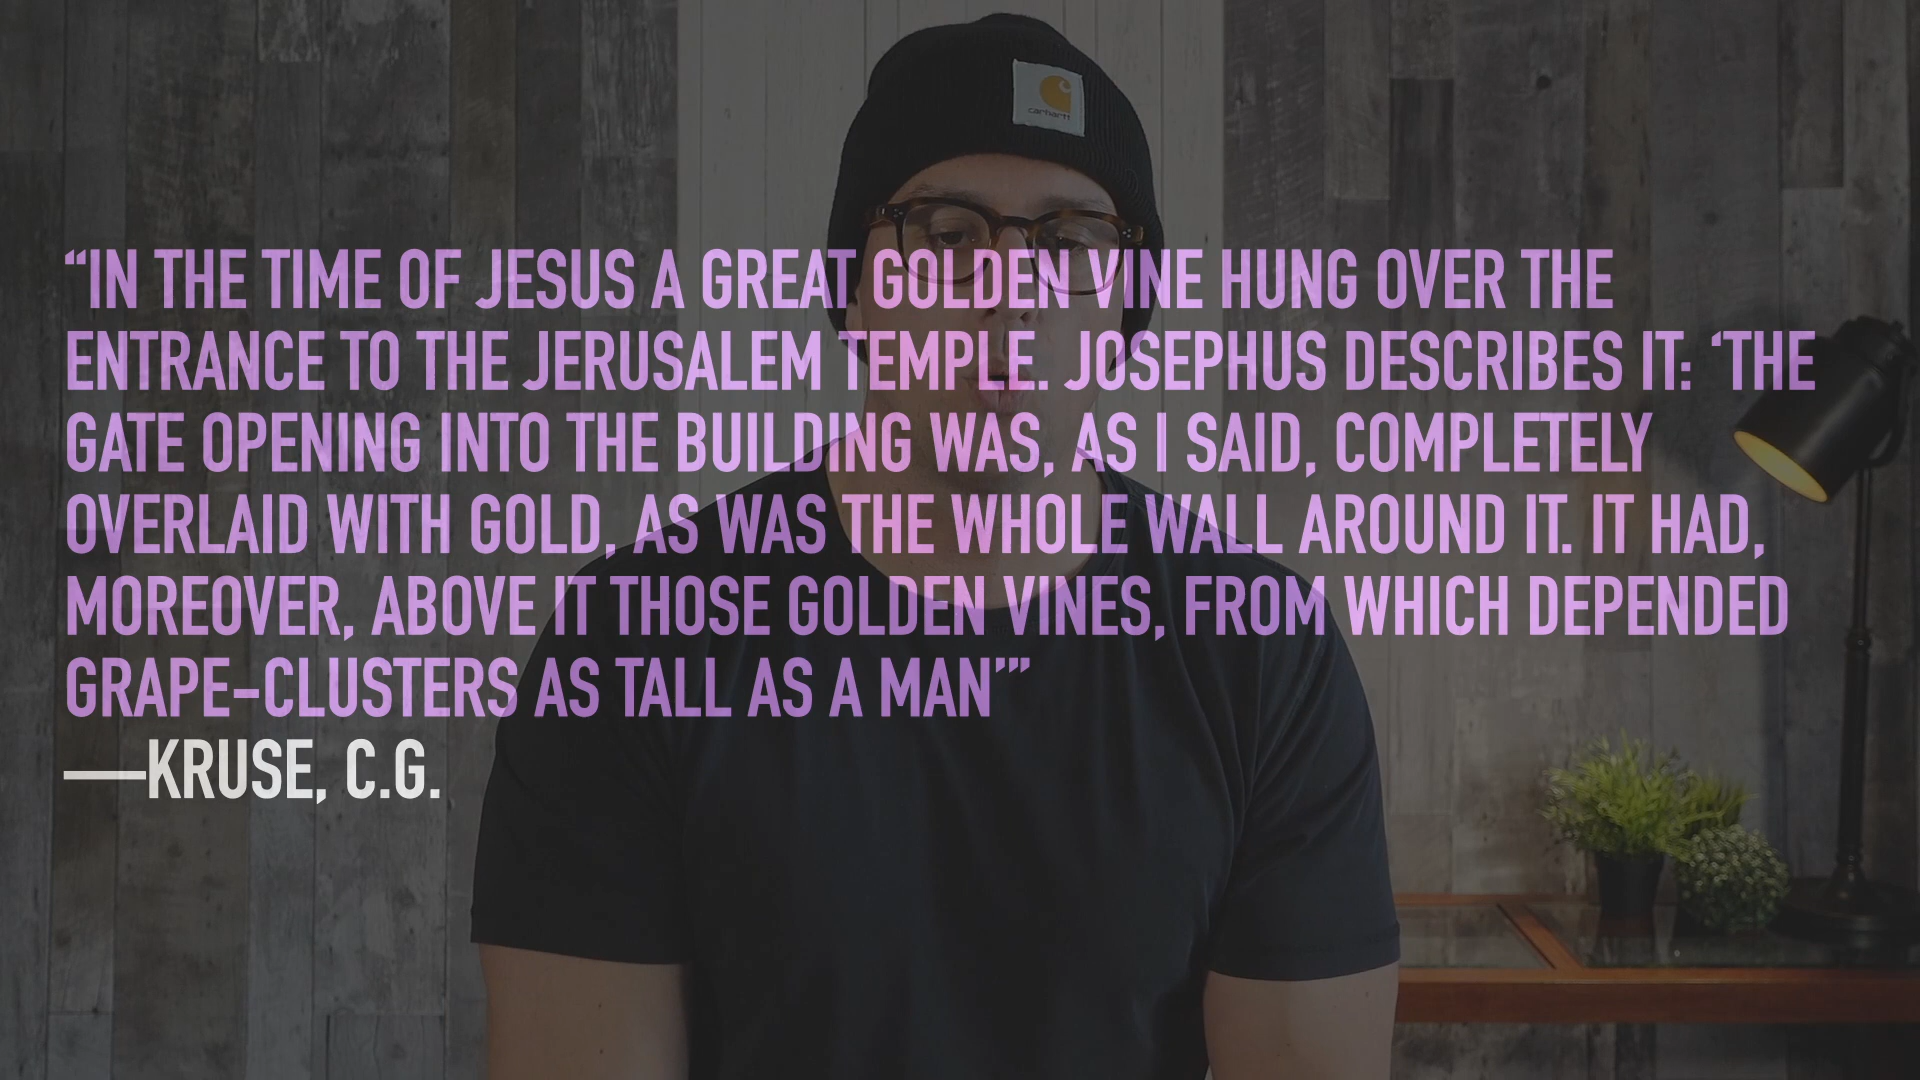 carhartt
“IN THE TIME OF JESUS A GREAT GOLDEN VINE HUNG OVER THE
ENTRANCE TO THE JERUSALEM TEMPLE. JOSEPHUS DESCRIBES IT: ‘THE
GATE OPENING INTO THE BUILDING WAS, AS I SAID, COMPLETELY
OVERLAID WITH GOLD, AS WAS THE WHOLE WALL AROUND IT. IT HAD,
MOREOVER, ABOVE IT THOSE GOLDEN VINES, FROM WHICH DEPENDED
GRAPE-CLUSTERS AS TALL AS A MAN’”
—KRUSE, C.G.